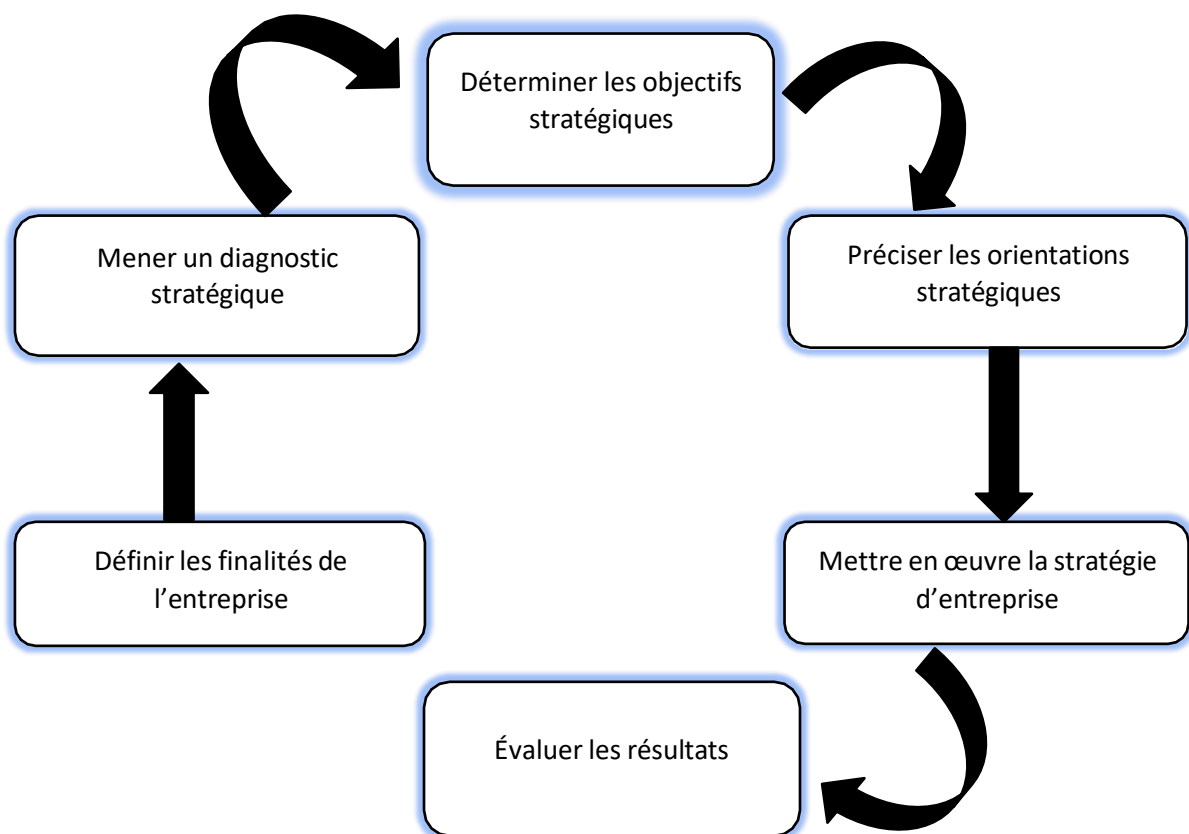 Déterminer les objectifs
stratégiques
Mener un diagnostic
stratégique
Préciser les orientations
stratégiques
Définir les finalités de
l’entreprise
Mettre en œuvre la stratégie
d’entreprise
Évaluer les résultats